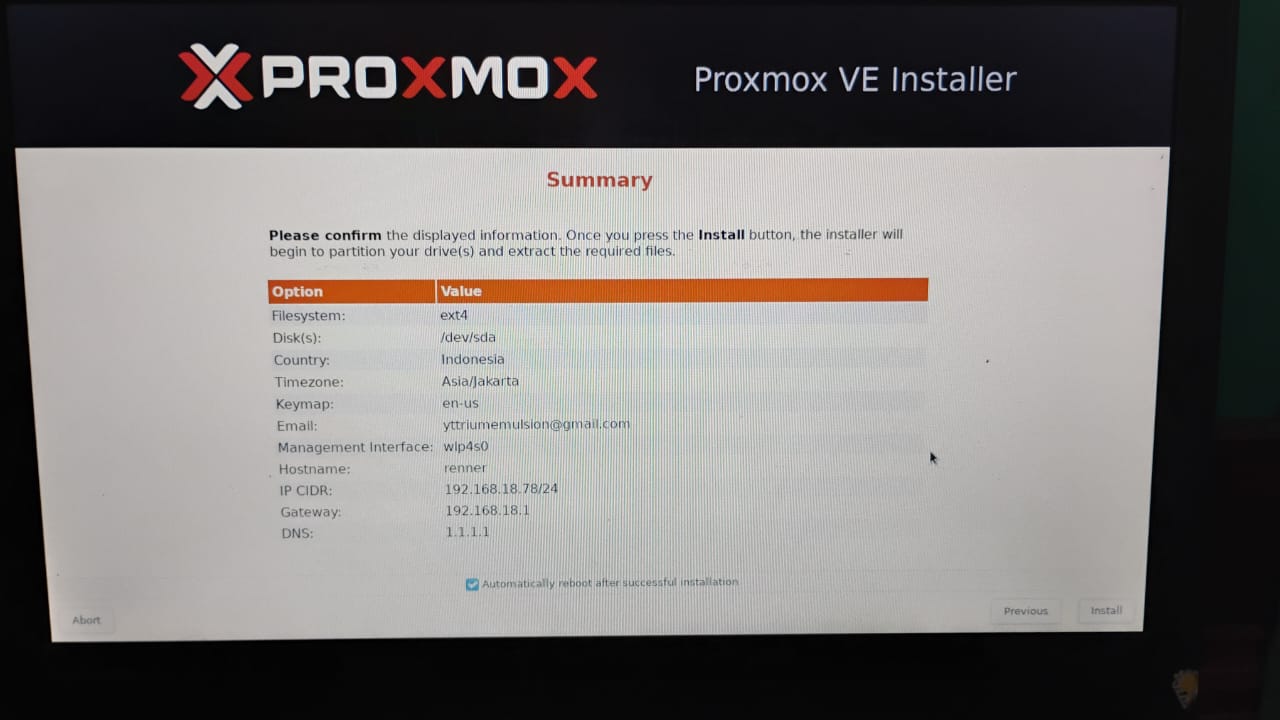 PROXMOX
Proxmox VE Installer
Summary
Please confirm the displayed information. Once you press the Install button, the installer will
begin to partition your drive(s) and extract the required files.
Option Value
Filesystem: ext4
Disk(s): /dev/sda
Country: Indonesia
Timezone: Asia/Jakarta
Keymap: en-us
Email: yttriumemulsion@gmail.com
Management Interface: wlp4s0
Hostname: renner
IP CIDR: 192.168.18.78/24
Gateway: 192.168.18.1
DNS: 1.1.1.1
Automatically reboot after successful installation
Abort
Previous
Install